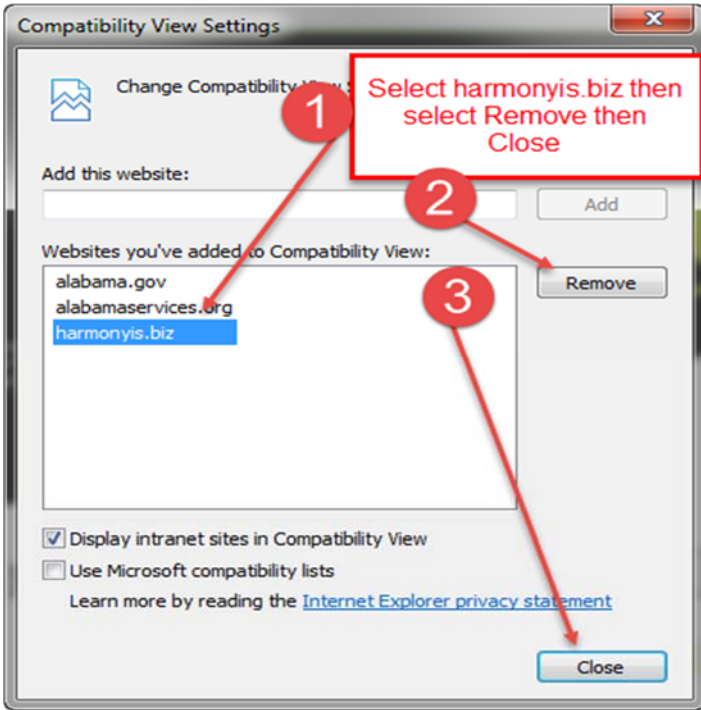 Compatibility View Settings
Change Compatibility View S
Select harmonyis.biz then
select Remove then
Close
1
Add this website:
2
Add
Websites you've added to Compatibility View:
alabama.gov
alabamaservices.org
harmonyis.biz
Remove
3
Display intranet sites in Compatibility View
Use Microsoft compatibility lists
Learn more by reading the Internet Explorer privacy statement
Close